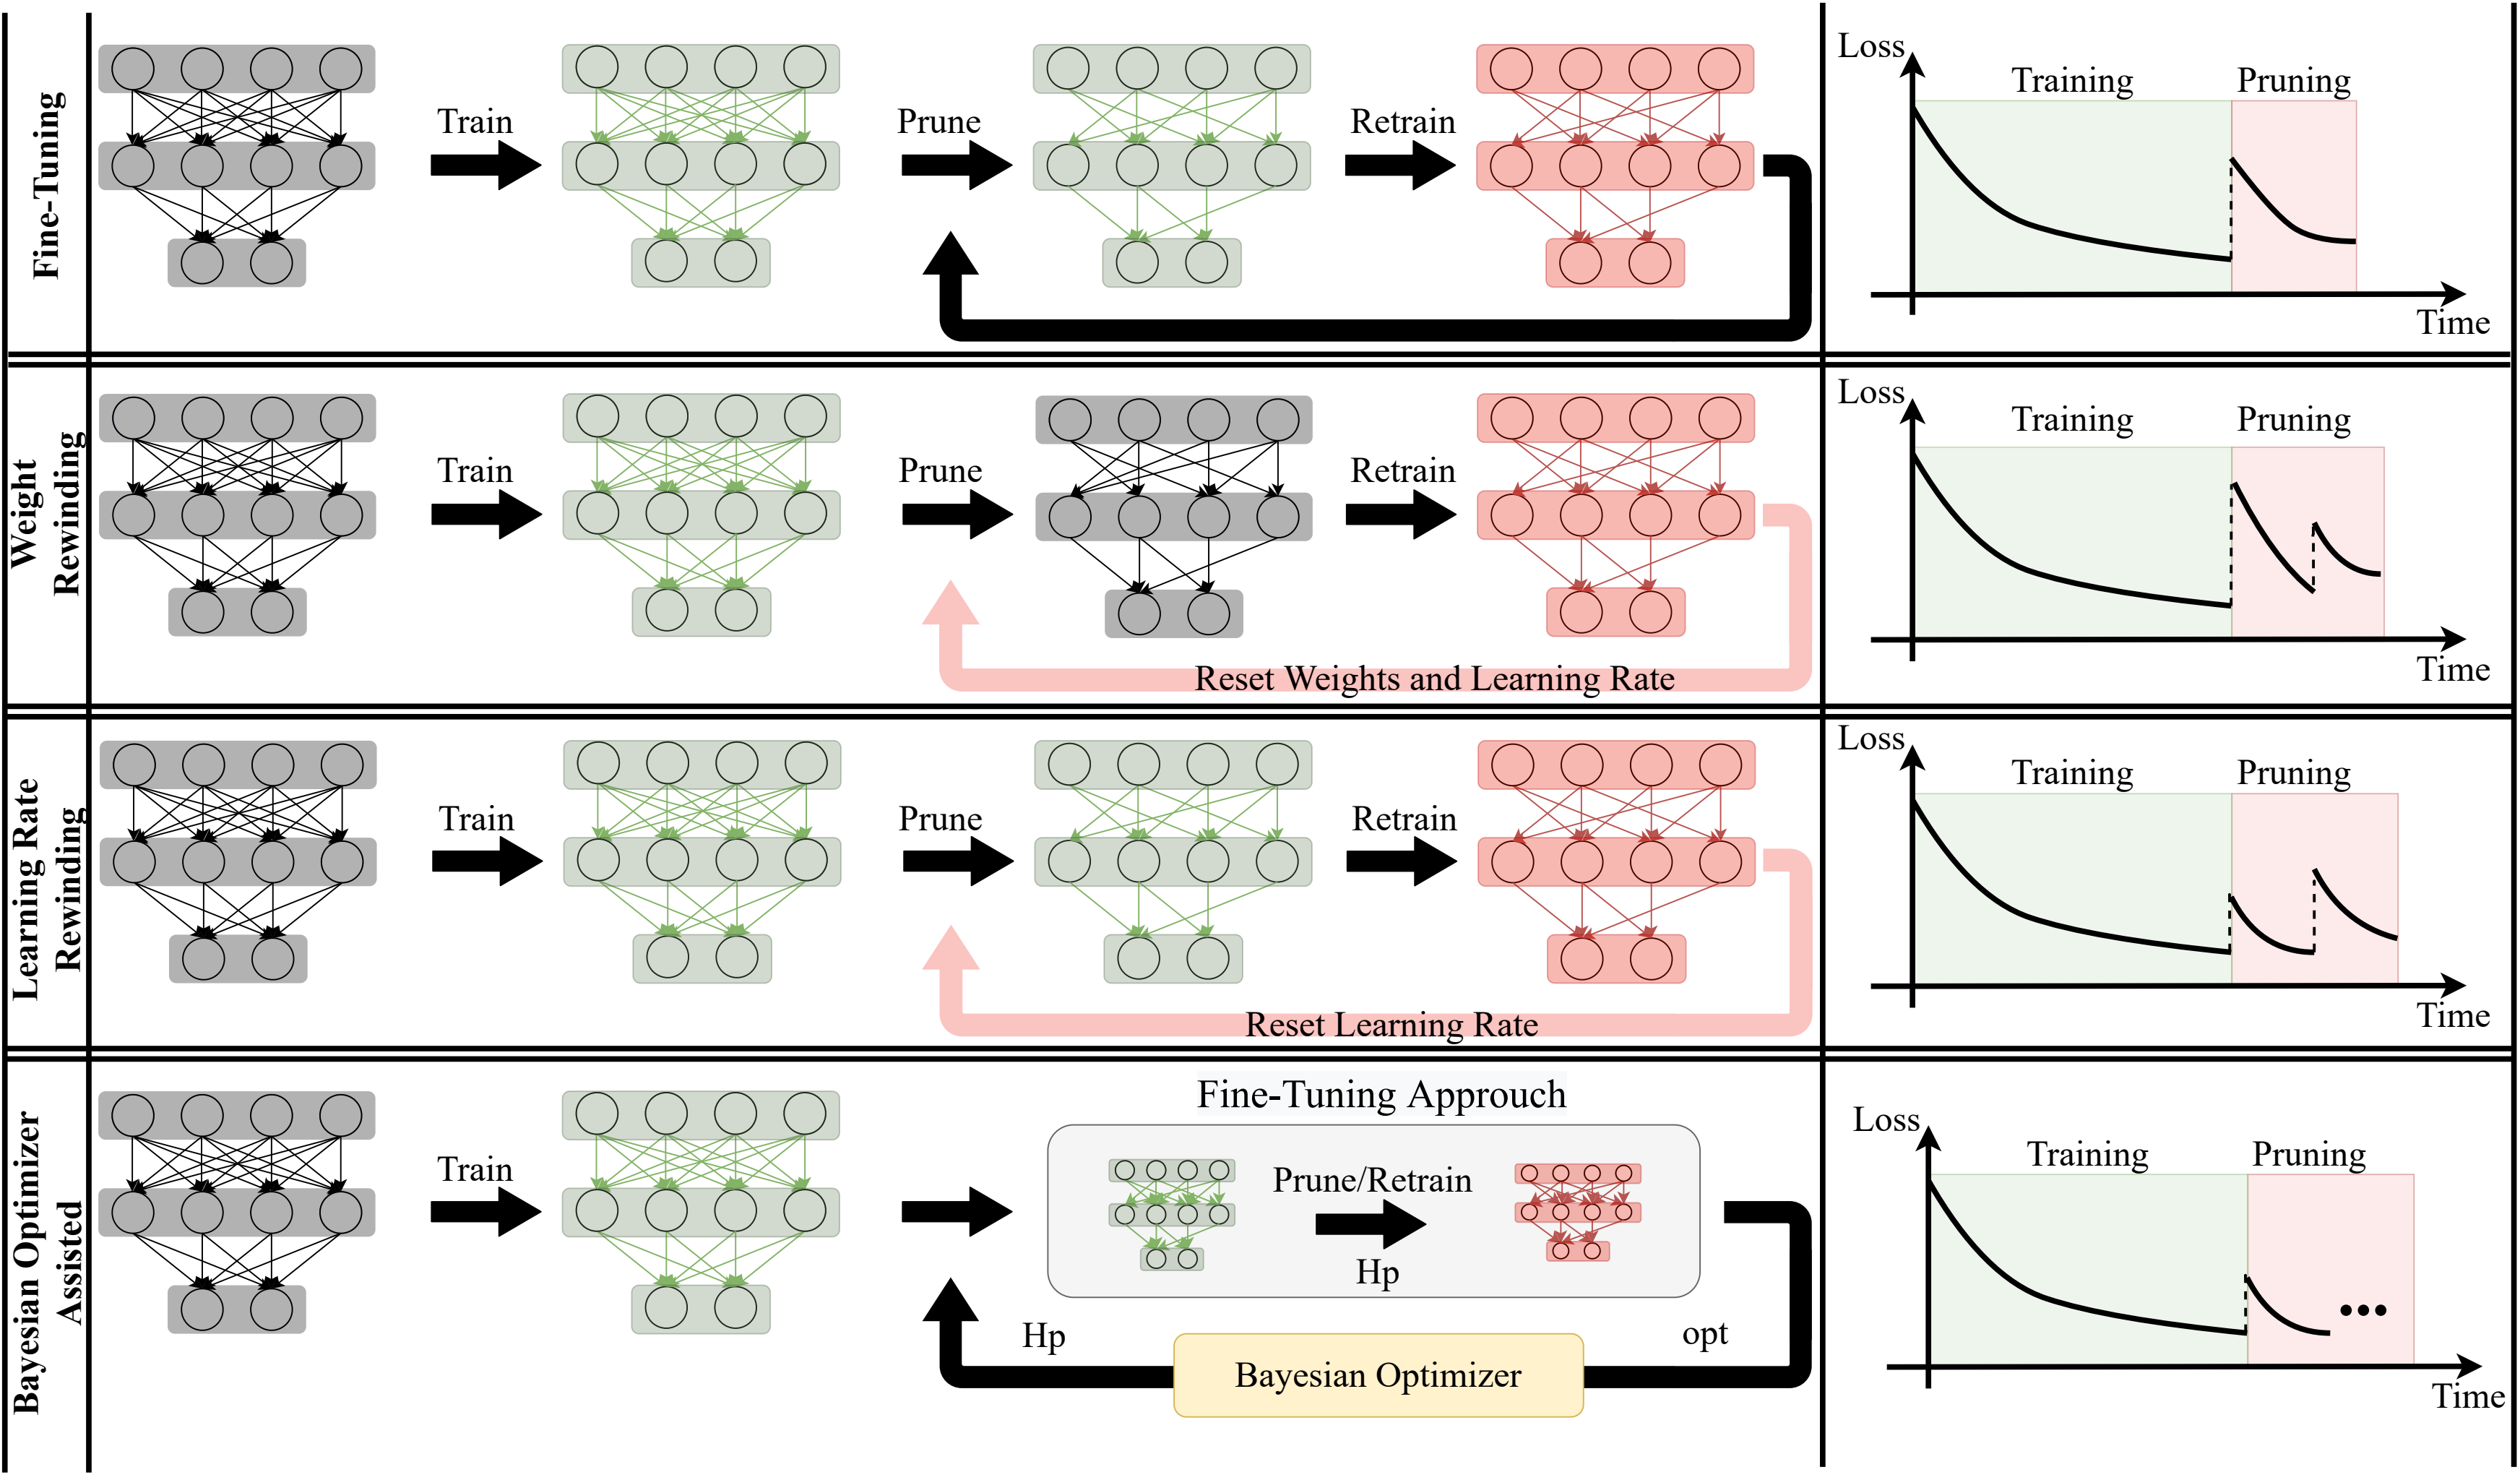 Fine-Tuning
Train
Prune
Retrain
Loss
Training
Pruning
Time
Weight
Rewinding
Train
Prune
Retrain
Reset Weights and Learning Rate
Loss
Training
Pruning
Time
Learning Rate
Rewinding
Train
Prune
Retrain
Reset Learning Rate
Loss
Training
Pruning
Time
Bayesian Optimizer
Assisted
Train
Fine-Tuning Approuch
Prune/Retrain
Hp
Hp
opt
Bayesian Optimizer
Loss
Training
Pruning
Time